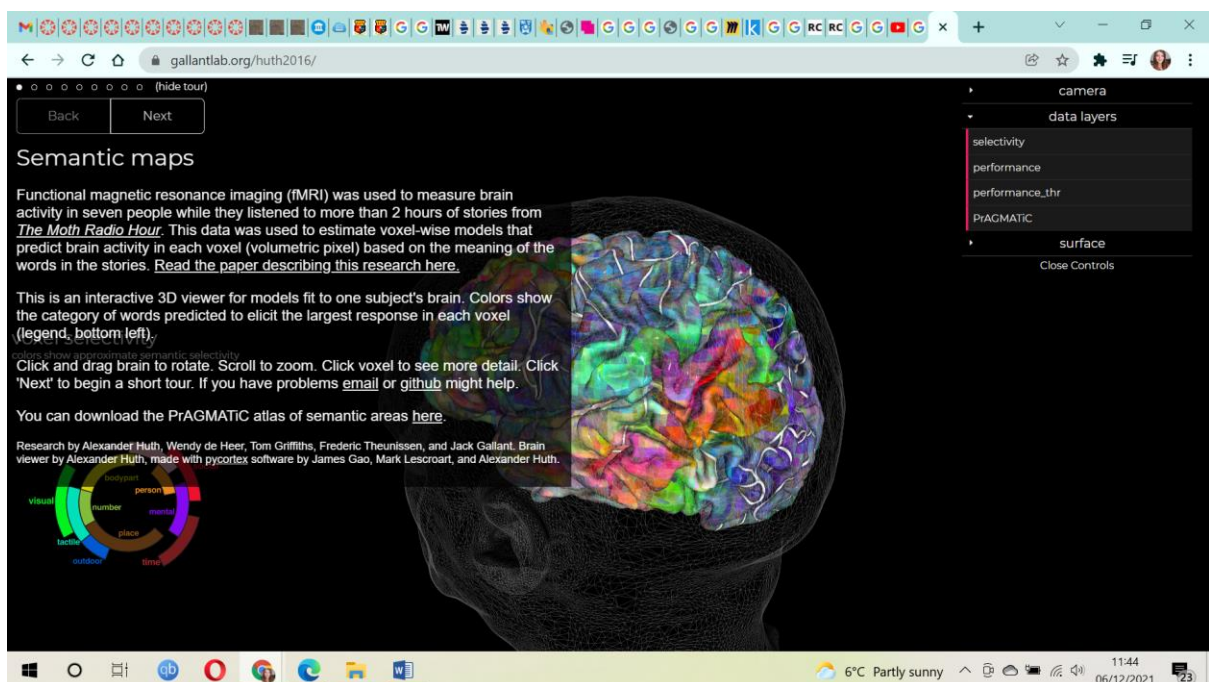 gallantlab.org/huth2016/
(hide tour)
Back Next
Semantic maps
Functional magnetic resonance imaging (fMRI) was used to measure brain
activity in seven people while they listened to more than 2 hours of stories from
The Moth Radio Hour. This data was used to estimate voxel-wise models that
predict brain activity in each voxel (volumetric pixel) based on the meaning of the
words in the stories. Read the paper describing this research here.
This is an interactive 3D viewer for models fit to one subject's brain. Colors show
the category of words predicted to elicit the largest response in each voxel
(legend, bottom left).
voxel selectivity
colors show approximate semantic selectivity
Click and drag brain to rotate. Scroll to zoom. Click voxel to see more detail. Click
'Next' to begin a short tour. If you have problems email or github might help.
You can download the PrAGMATiC atlas of semantic areas here.
Research by Alexander Huth, Wendy de Heer, Tom Griffiths, Frederic Theunissen, and Jack Gallant. Brain
viewer by Alexander Huth, made with pycortex software by James Gao, Mark Lescroart, and Alexander Huth.
bodypart
person
visual
number
mental
place
tactile
outdoor
time
camera
data layers
selectivity
performance
performance_thr
PrAGMATiC
surface
Close Controls
6°C Partly sunny
11:44
06/12/2021
23